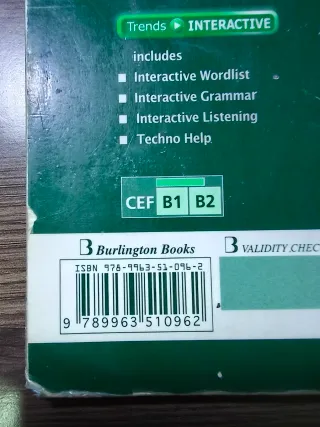 Trends INTERACTIVE
includes
Interactive Wordlist
Interactive Grammar
Interactive Listening
Techno Help
CEF B1 B2
B Burlington Books
B VALIDITY CHEC
ISBN 978-9963-51-096-2
9 789963 510962